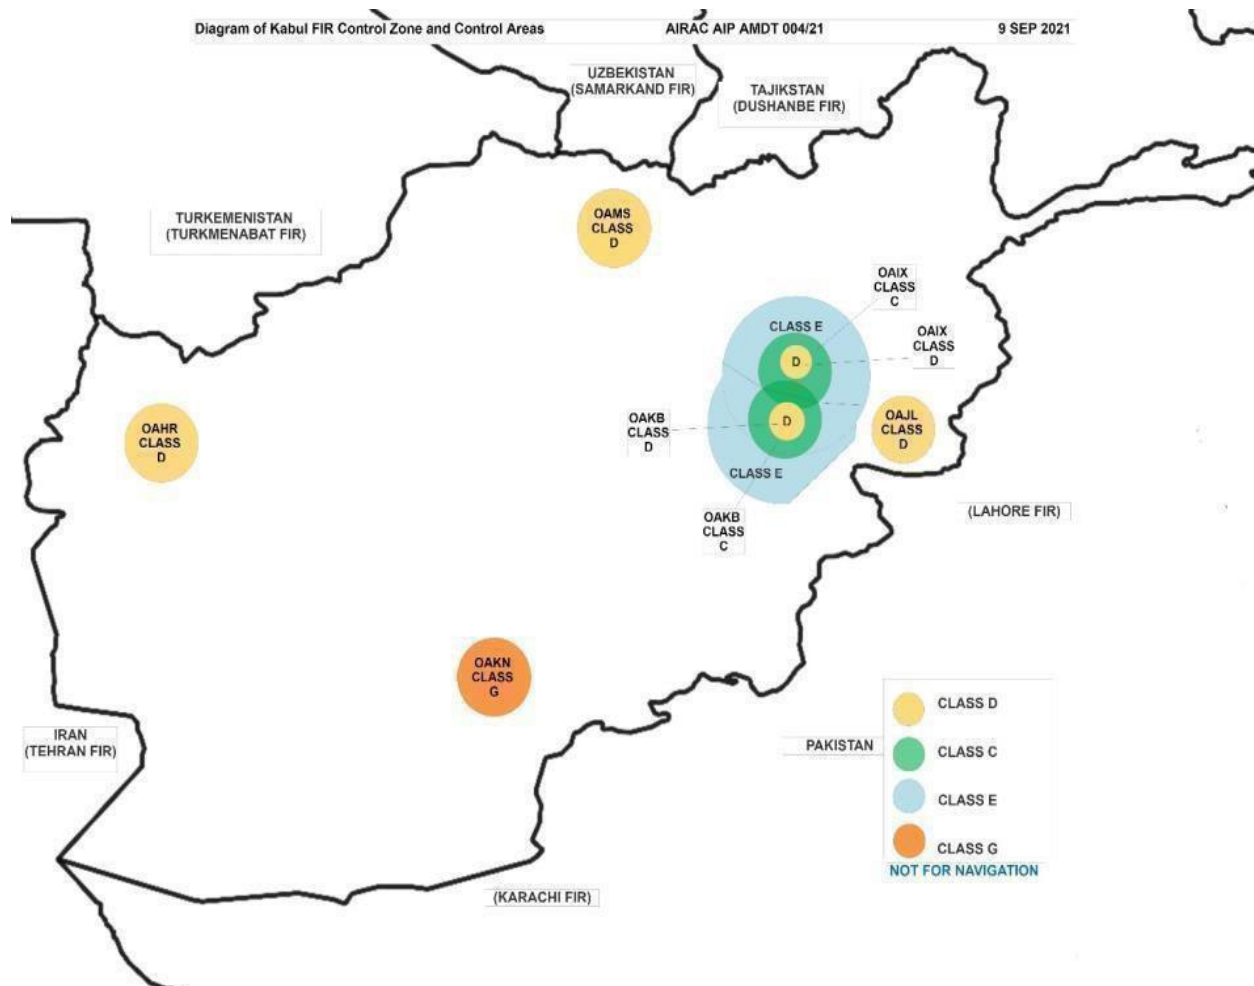 Diagram of Kabul FIR Control Zone and Control Areas AIRAC AIP AMDT 004/21 9 SEP 2021
UZBEKISTAN
(SAMARKAND FIR)
TAJIKSTAN
(DUSHANBE FIR)
TURKEMENISTAN
(TURKMENABAT FIR)
OAMS
CLASS
D
OAIX
CLASS
C
CLASS E
OAIX
CLASS
D
D
OAHR
CLASS
D
OAKB
CLASS
D
D
OAJL
CLASS
D
CLASS E
OAKB
CLASS
C
(LAHORE FIR)
OAKN
CLASS
G
IRAN
(TEHRAN FIR)
PAKISTAN
CLASS D
CLASS C
CLASS E
CLASS G
NOT FOR NAVIGATION
(KARACHI FIR)